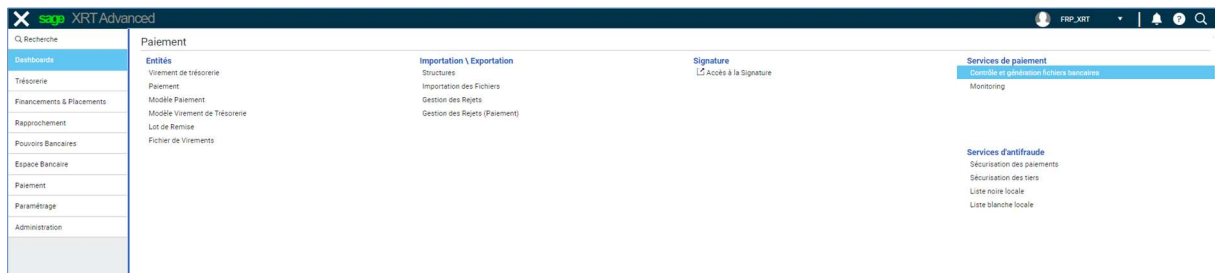 sage XRT Advanced
FRP_XRT
Recherche
Dashboards
Trésorerie
Financements & Placements
Rapprochement
Pouvoirs Bancaires
Espace Bancaire
Paiement
Paramétrage
Administration
Paiement
Entités
Virement de trésorerie
Paiement
Modèle Paiement
Modèle Virement de Trésorerie
Lot de Remise
Fichier de Virements
Importation \ Exportation
Structures
Importation des Fichiers
Gestion des Rejets
Gestion des Rejets (Paiement)
Signature
Accès à la Signature
Services de paiement
Contrôle et génération fichiers bancaires
Monitoring
Services d'antifraude
Sécurisation des paiements
Sécurisation des tiers
Liste noire locale
Liste blanche locale